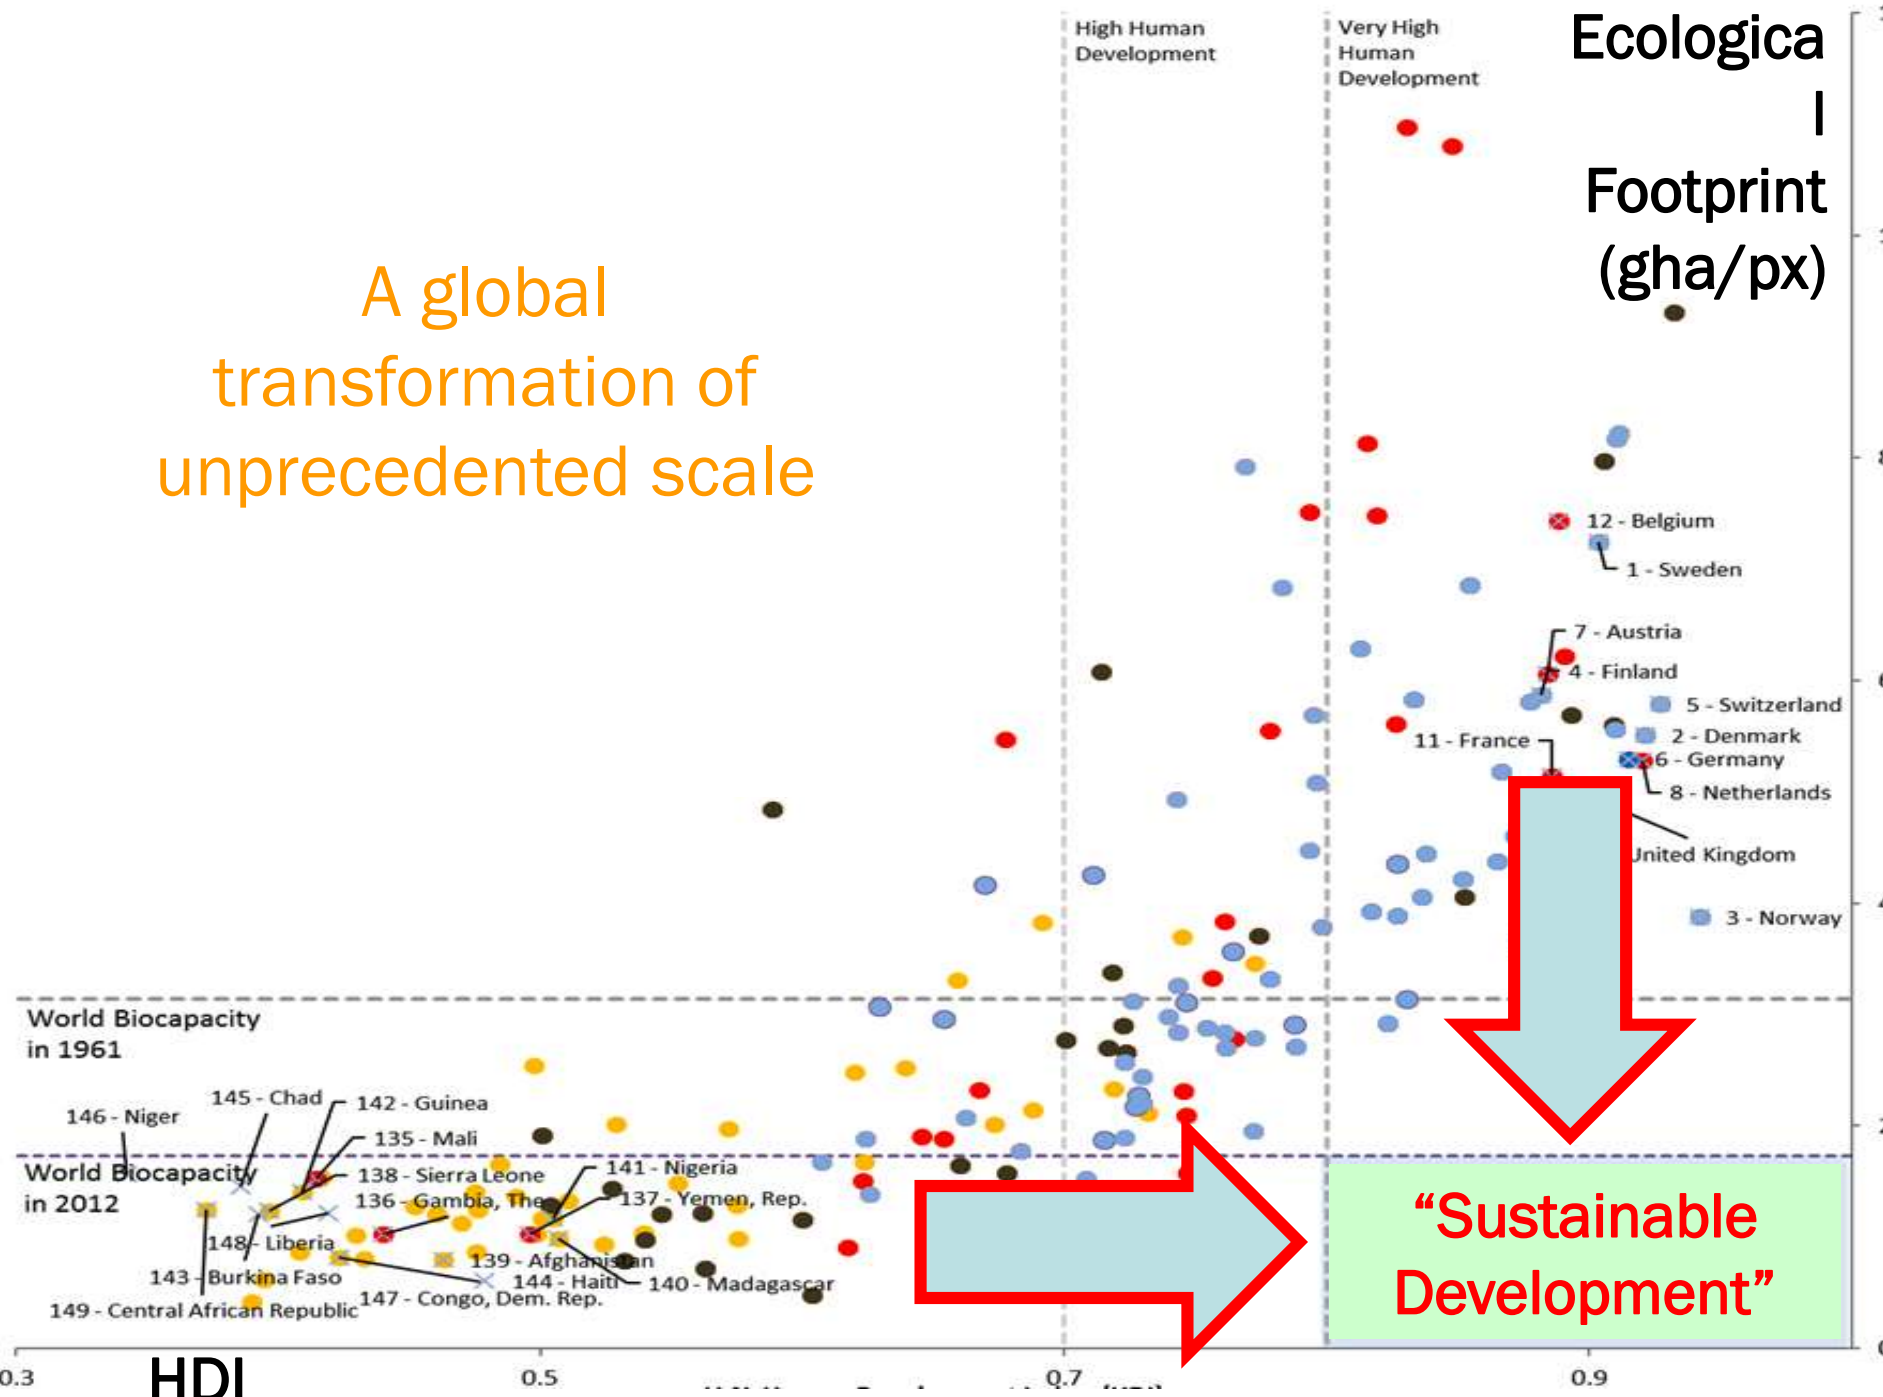 High Human
Development
Very High
Human
Development
Ecologica
l
Footprint
(gha/px)
A global
transformation of
unprecedented scale
12 - Belgium
1 - Sweden
7 - Austria
4 - Finland
5 - Switzerland
11 - France
2 - Denmark
6 - Germany
8 - Netherlands
United Kingdom
3 - Norway
World Biocapacity
in 1961
145 - Chad
142 - Guinea
146 - Niger
135 - Mali
World Biocapacity
in 2012
138 - Sierra Leone
141 - Nigeria
136 - Gambia, The
137 - Yemen, Rep.
148 - Liberia
139 - Afghanistan
143 - Burkina Faso
144 - Haiti
140 - Madagascar
147 - Congo, Dem. Rep.
149 - Central African Republic
"Sustainable
Development"
0.3
0.5
0.7
0.9
HDI